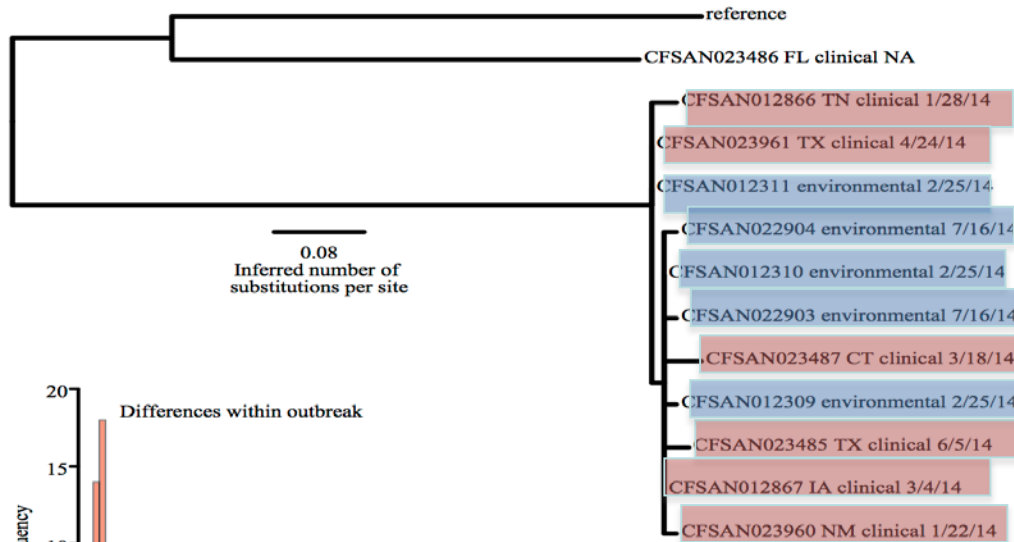 reference
CFSAN023486 FL clinical NA
CFSAN012866 TN clinical 1/28/14
CFSAN023961 TX clinical 4/24/14
CFSAN012311 environmental 2/25/14
CFSAN022904 environmental 7/16/14
0.08
Inferred number of
substitutions per site
CFSAN012310 environmental 2/25/14
CFSAN022903 environmental 7/16/14
CFSAN023487 CT clinical 3/18/14
20
Differences within outbreak
CFSAN012309 environmental 2/25/14
CFSAN023485 TX clinical 6/5/14
15
CFSAN012867 IA clinical 3/4/14
CFSAN023960 NM clinical 1/22/14